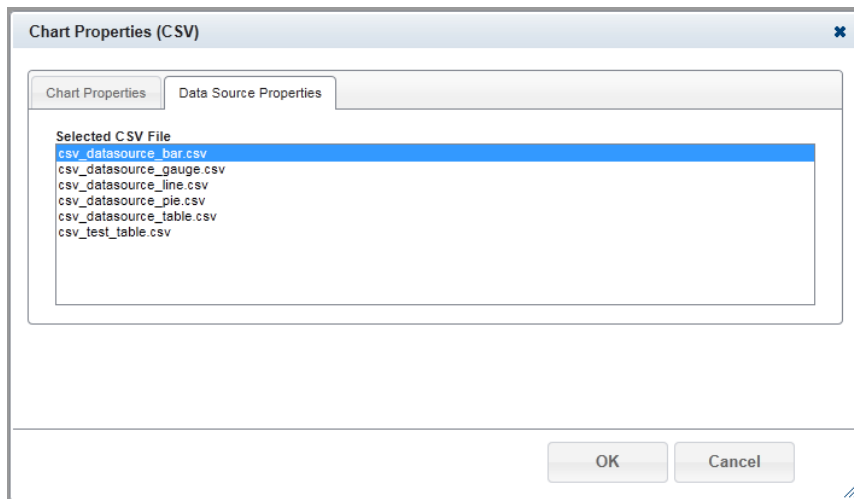 Chart Properties (CSV)
Chart Properties Data Source Properties
Selected CSV File
csv_datasource_bar.csv
csv_datasource_gauge.csv
csv_datasource_line.csv
csv_datasource_pie.csv
csv_datasource_table.csv
csv_test_table.csv
OK Cancel